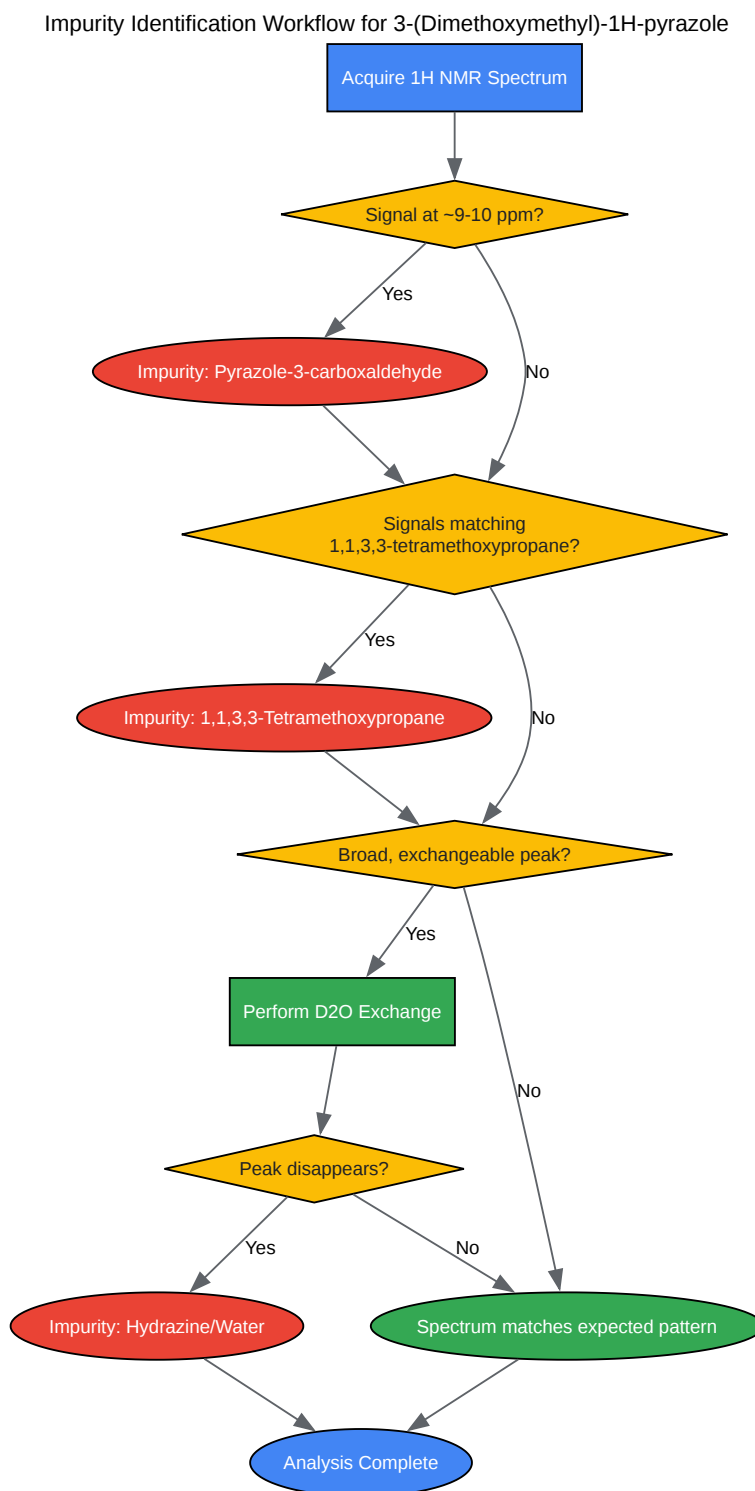 Impurity Identification Workflow for 3-(Dimethoxymethyl)-1H-pyrazole
Acquire 1H NMR Spectrum
Signal at ~9-10 ppm?
Yes
Impurity: Pyrazole-3-carboxaldehyde
No
Signals matching
1,1,3,3-tetramethoxypropane?
Yes
Impurity: 1,1,3,3-Tetramethoxypropane
No
Broad, exchangeable peak?
Yes
Perform D2O Exchange
No
Peak disappears?
Yes
No
Impurity: Hydrazine/Water
Spectrum matches expected pattern
Analysis Complete